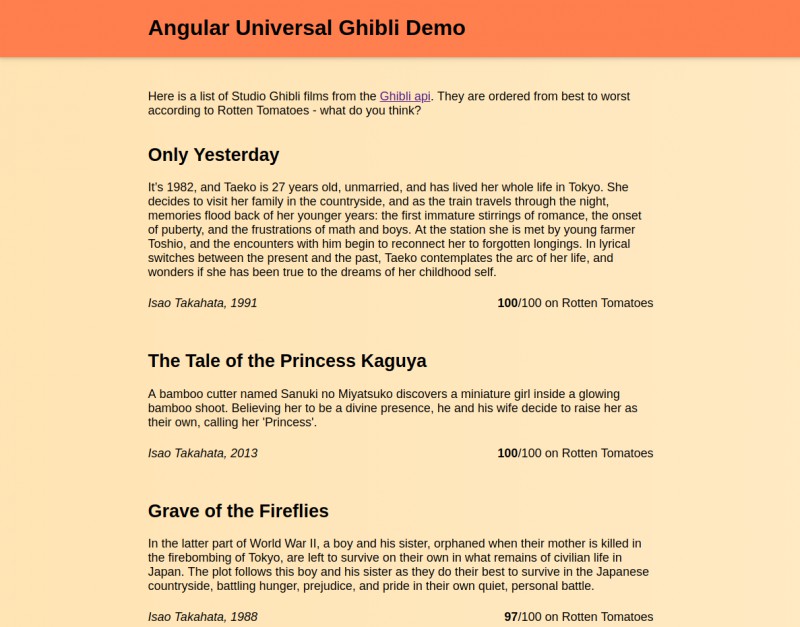 Angular Universal Ghibli Demo
Here is a list of Studio Ghibli films from the Ghibli api. They are ordered from best to worst
according to Rotten Tomatoes - what do you think?
Only Yesterday
It's 1982, and Taeko is 27 years old, unmarried, and has lived her whole life in Tokyo. She
decides to visit her family in the countryside, and as the train travels through the night,
memories flood back of her younger years: the first immature stirrings of romance, the onset
of puberty, and the frustrations of math and boys. At the station she is met by young farmer
Toshio, and the encounters with him begin to reconnect her to forgotten longings. In lyrical
switches between the present and the past, Taeko contemplates the arc of her life, and
wonders if she has been true to the dreams of her childhood self.
Isao Takahata, 1991 100/100 on Rotten Tomatoes
The Tale of the Princess Kaguya
A bamboo cutter named Sanuki no Miyatsuko discovers a miniature girl inside a glowing
bamboo shoot. Believing her to be a divine presence, he and his wife decide to raise her as
their own, calling her 'Princess'.
Isao Takahata, 2013 100/100 on Rotten Tomatoes
Grave of the Fireflies
In the latter part of World War II, a boy and his sister, orphaned when their mother is killed in
the firebombing of Tokyo, are left to survive on their own in what remains of civilian life in
Japan. The plot follows this boy and his sister as they do their best to survive in the Japanese
countryside, battling hunger, prejudice, and pride in their own quiet, personal battle.
Isao Takahata, 1988 97/100 on Rotten Tomatoes